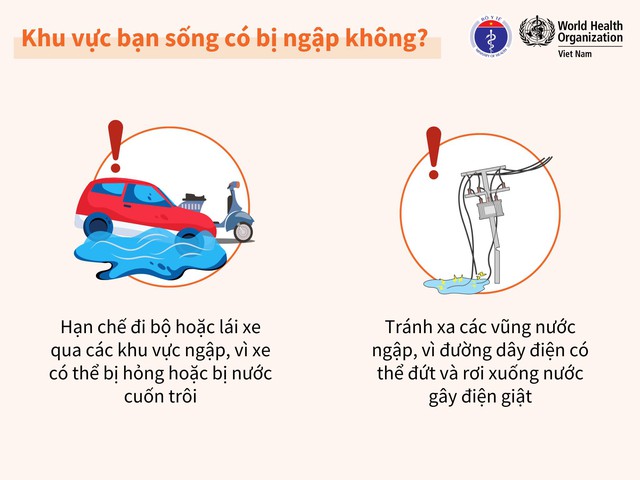 Khu vực bạn sống có bị ngập không?
BỘ Y TẾ
MINISTRY OF HEALTH
World Health
Organization
Viet Nam
Hạn chế đi bộ hoặc lái xe
qua các khu vực ngập, vì xe
có thể bị hỏng hoặc bị nước
cuốn trôi
Tránh xa các vũng nước
ngập, vì đường dây điện có
thể đứt và rơi xuống nước
gây điện giật